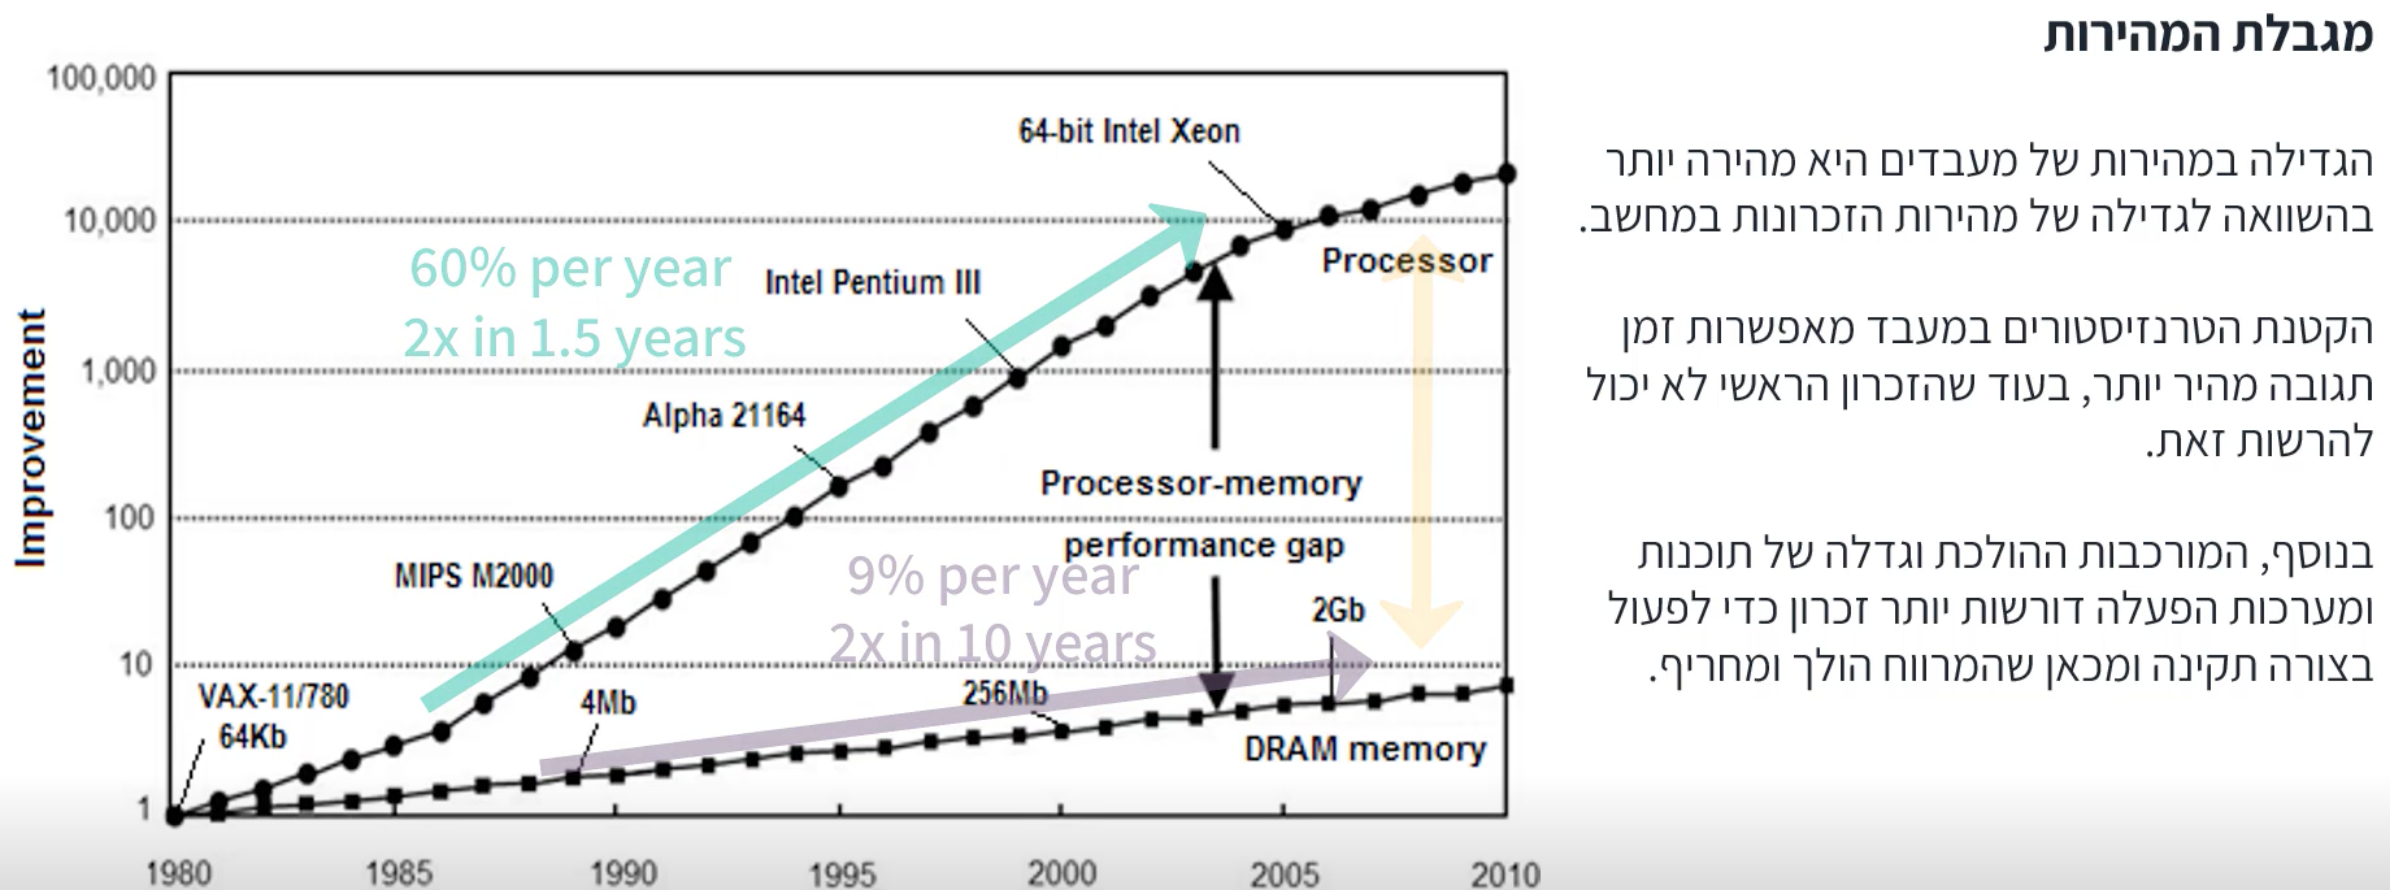 מגבלת המהירות
הגדילה במהירות של מעבדים היא מהירה יותר
בהשוואה לגדילה של מהירות הזכרונות במחשב.
הקטנת הטרנזיסטורים במעבד מאפשרות זמן
תגובה מהיר יותר, בעוד שהזכרון הראשי לא יכול
להרשות זאת.
בנוסף, המורכבות ההולכת וגדלה של תוכנות
ומערכות הפעלה דורשות יותר זכרון כדי לפעול
בצורה תקינה ומכאן שהמרווח הולך ומחריף.
Improvement
100,000
10,000
1,000
100
10
1
64-bit Intel Xeon
Processor
60% per year
2x in 1.5 years
Intel Pentium III
Alpha 21164
Processor-memory
performance gap
MIPS M2000
9% per year
2x in 10 years
2Gb
VAX-11/780
64Kb
4Mb
256Mb
DRAM memory
1980
1985
1990
1995
2000
2005
2010